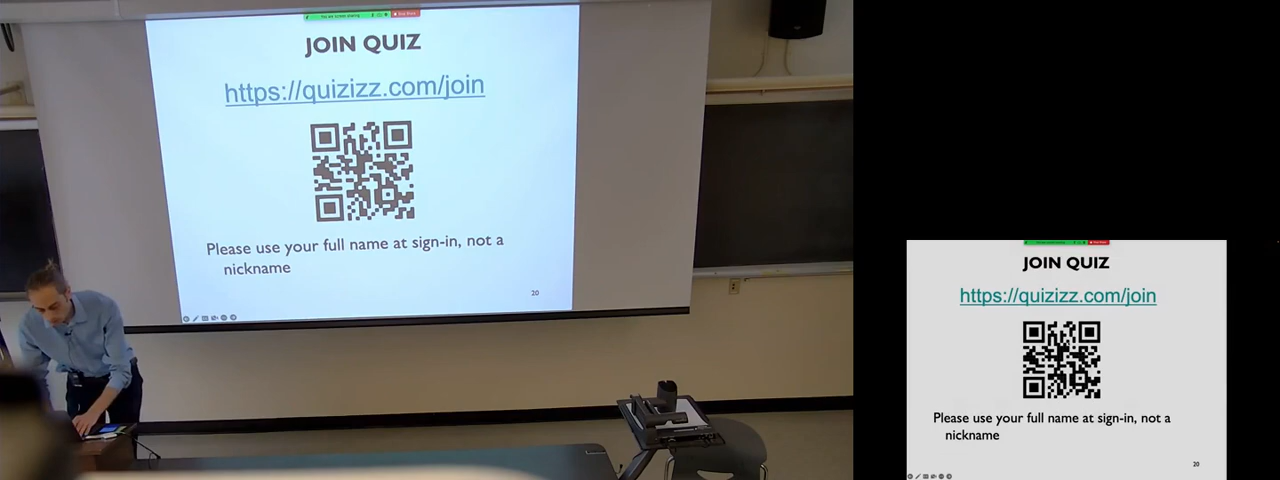 JOIN QUIZ
https://quizizz.com/join
Please use your full name at sign-in, not a
nickname
20
JOIN QUIZ
https://quizizz.com/join
Please use your full name at sign-in, not a
nickname
20